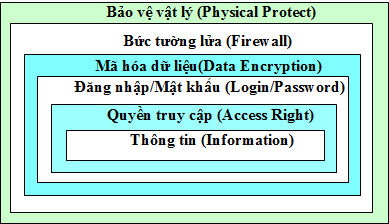 Bảo vệ vật lý (Physical Protect)
Bức tường lửa (Firewall)
Mã hóa dữ liệu(Data Encryption)
Đăng nhập/Mật khẩu (Login/Password)
Quyền truy cập (Access Right)
Thông tin (Information)